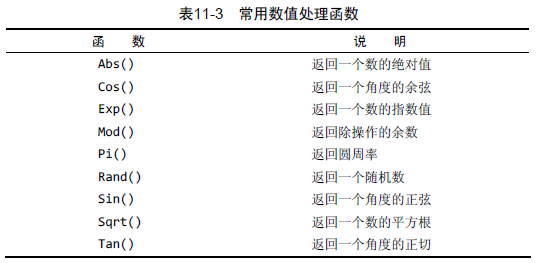 表11-3 常用数值处理函数
函 数 说 明
Abs() 返回一个数的绝对值
Cos() 返回一个角度的余弦
Exp() 返回一个数的指数值
Mod() 返回除操作的余数
Pi() 返回圆周率
Rand() 返回一个随机数
Sin() 返回一个角度的正弦
Sqrt() 返回一个数的平方根
Tan() 返回一个角度的正切